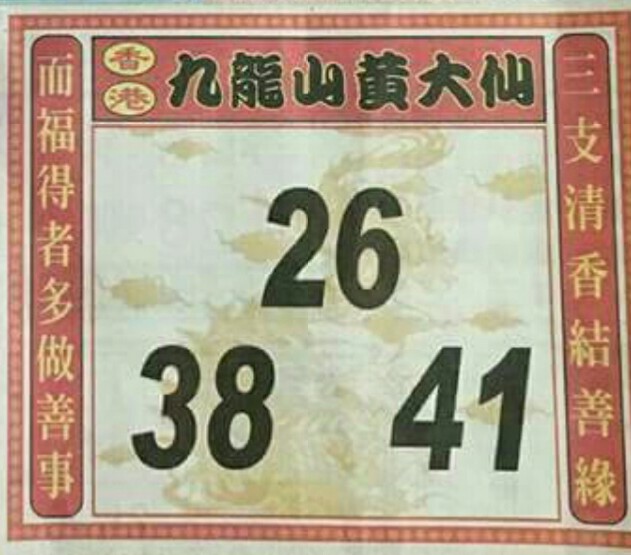 香港
九龍山黃大仙
三支清香結善緣
而福得者多做善事
26
38 41